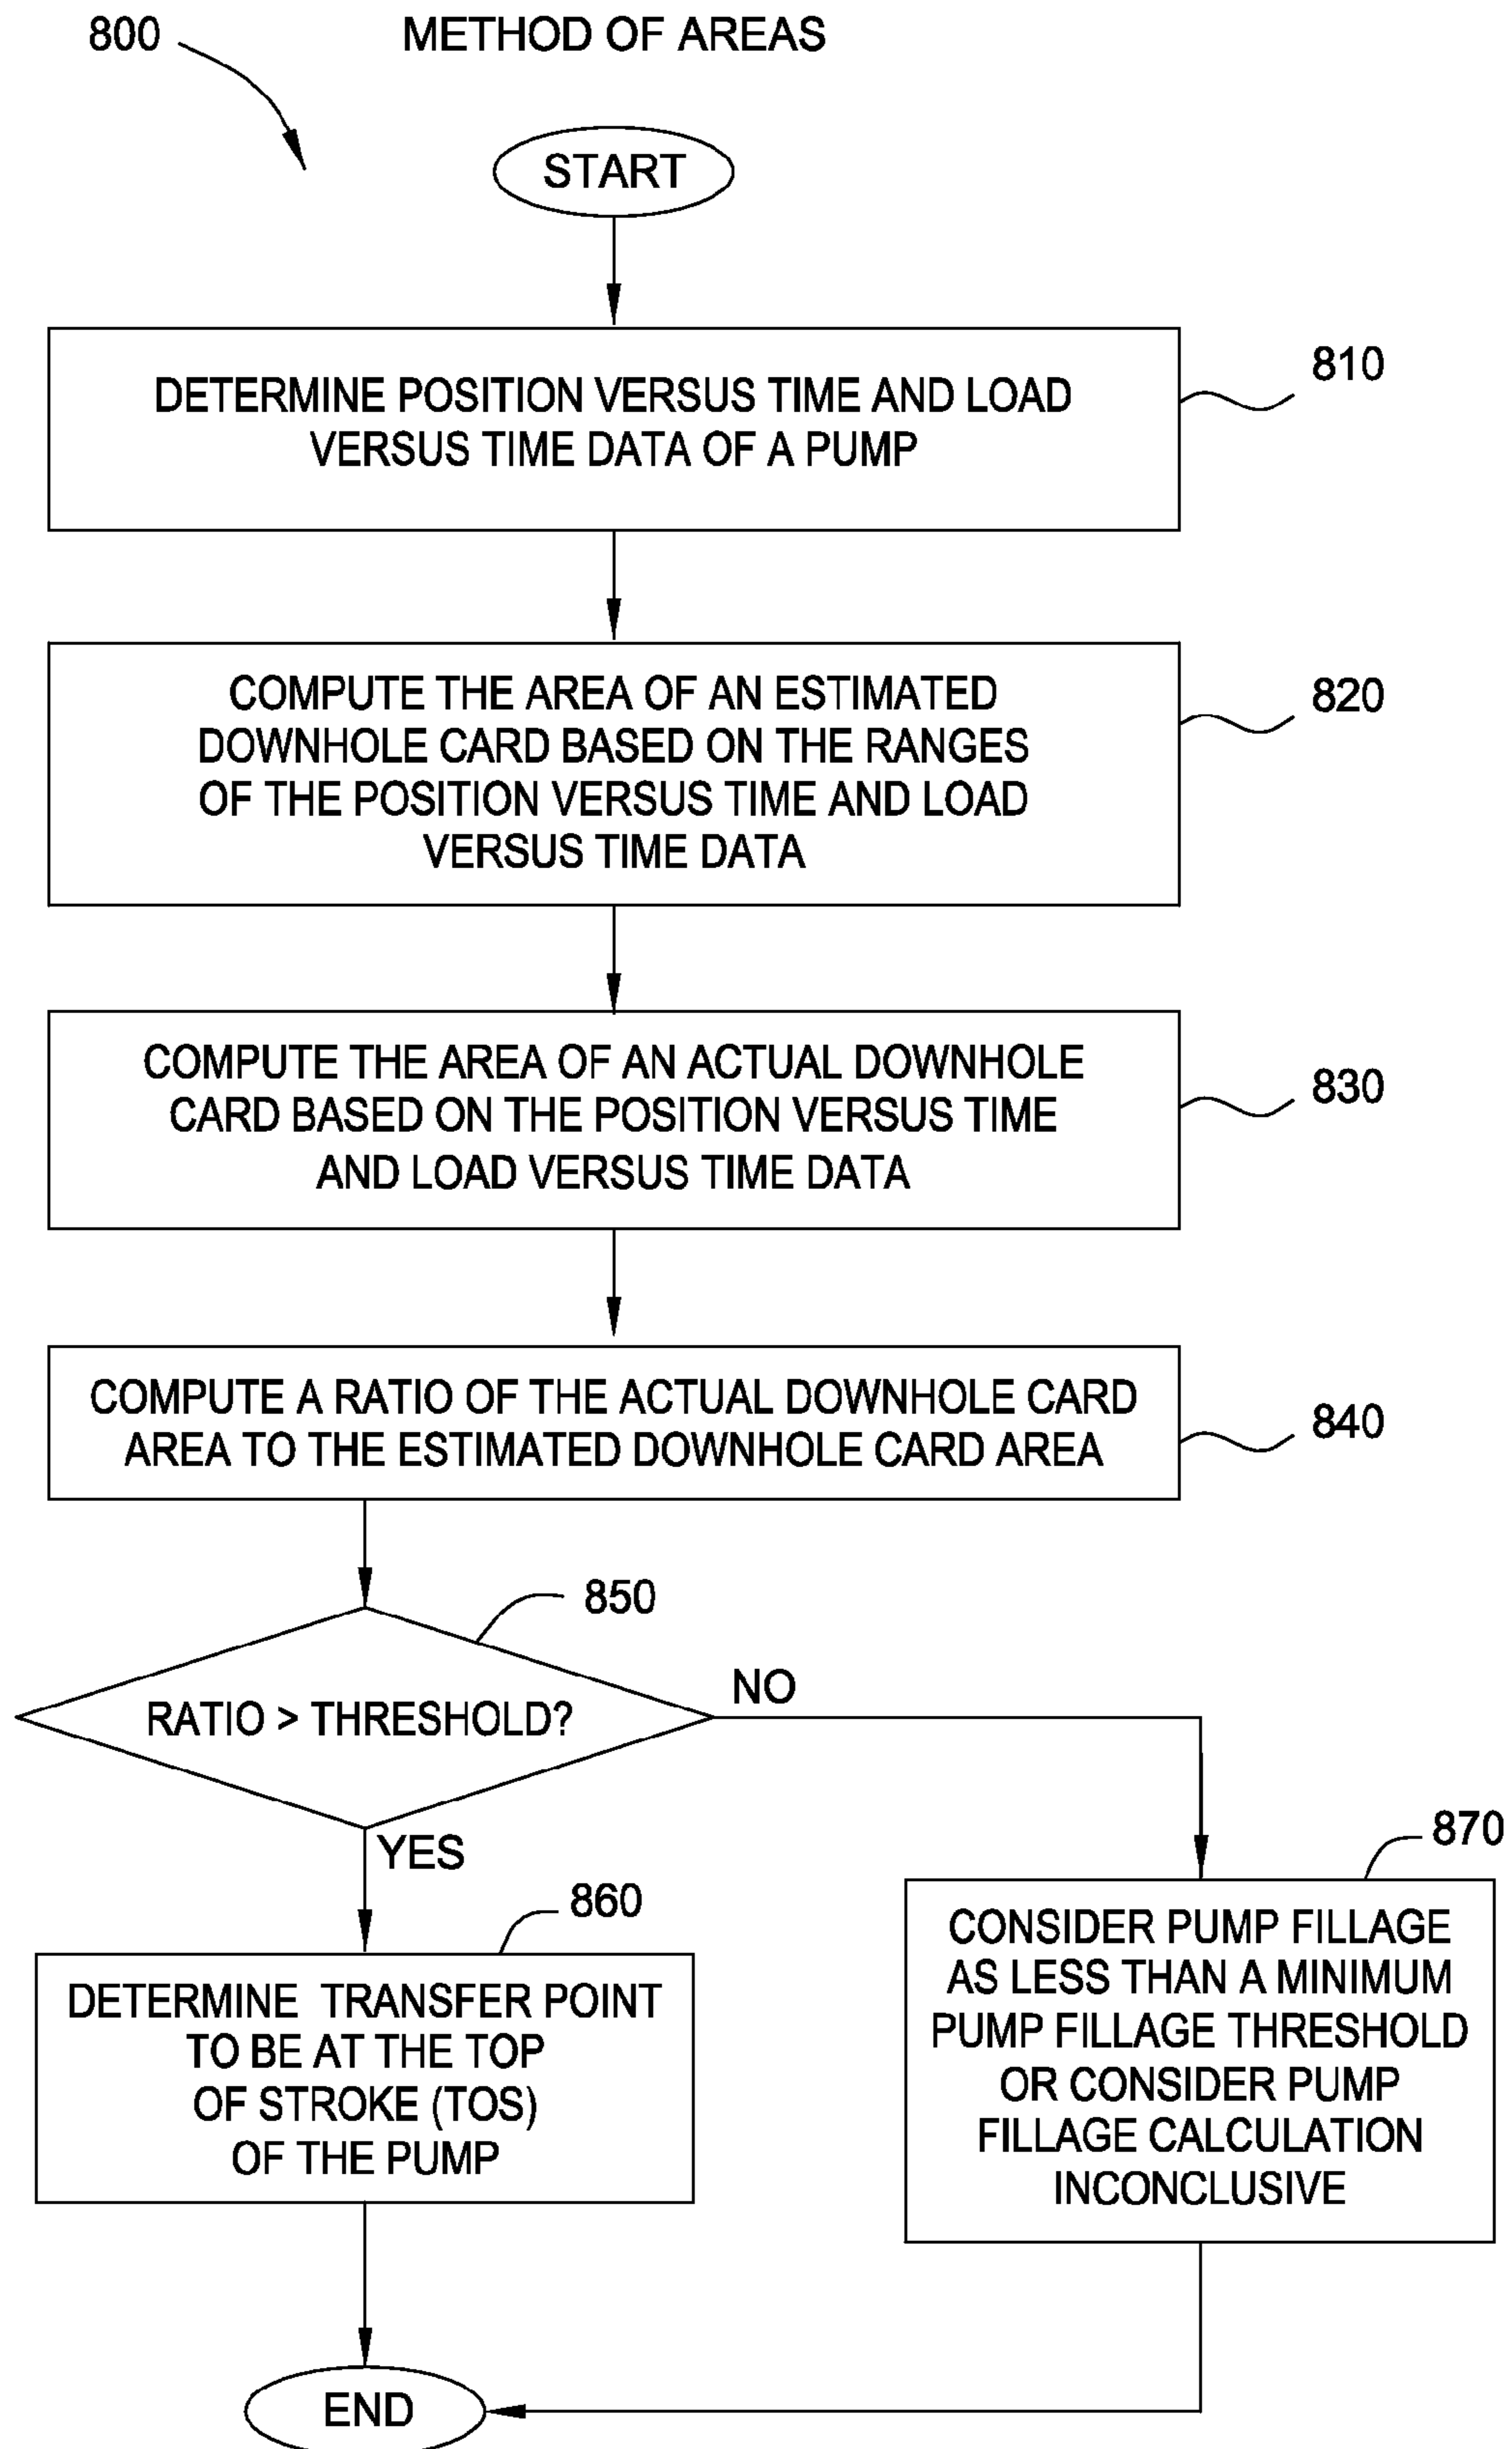 800
METHOD OF AREAS
START
DETERMINE POSITION VERSUS TIME AND LOAD
VERSUS TIME DATA OF A PUMP
810
COMPUTE THE AREA OF AN ESTIMATED
DOWNHOLE CARD BASED ON THE RANGES
OF THE POSITION VERSUS TIME AND LOAD
VERSUS TIME DATA
820
COMPUTE THE AREA OF AN ACTUAL DOWNHOLE
CARD BASED ON THE POSITION VERSUS TIME
AND LOAD VERSUS TIME DATA
830
COMPUTE A RATIO OF THE ACTUAL DOWNHOLE CARD
AREA TO THE ESTIMATED DOWNHOLE CARD AREA
840
850
RATIO > THRESHOLD?
NO
YES
860
DETERMINE TRANSFER POINT
TO BE AT THE TOP
OF STROKE (TOS)
OF THE PUMP
870
CONSIDER PUMP FILLAGE
AS LESS THAN A MINIMUM
PUMP FILLAGE THRESHOLD
OR CONSIDER PUMP
FILLAGE CALCULATION
INCONCLUSIVE
END